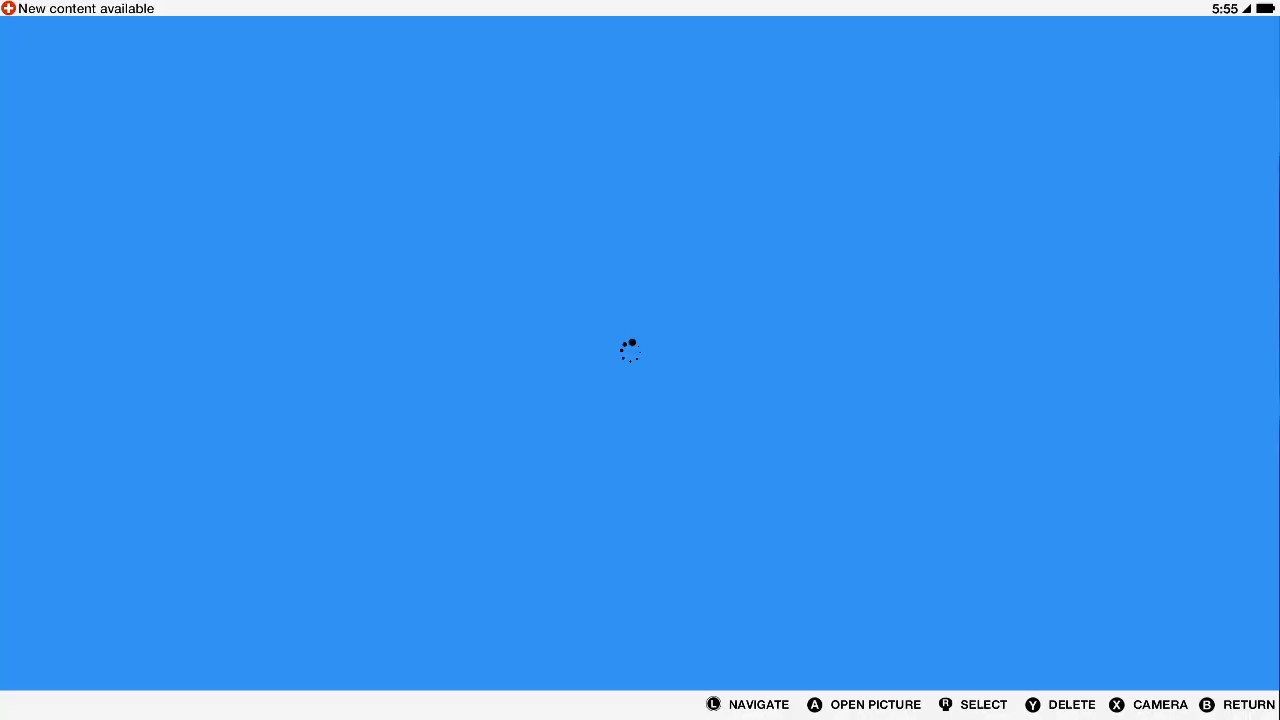 New content available
5:55
L NAVIGATE A OPEN PICTURE R SELECT Y DELETE X CAMERA B RETURN